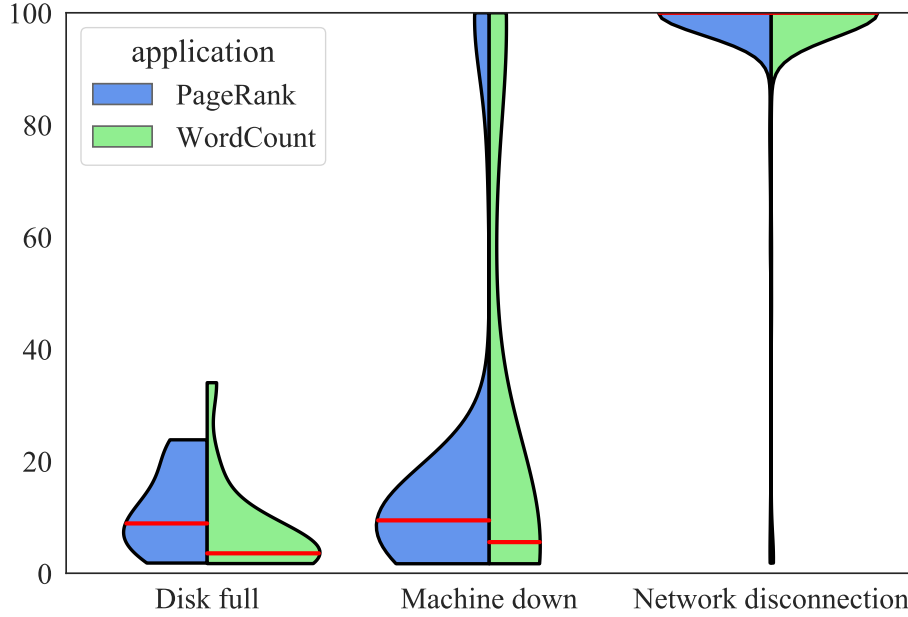 100
80
60
40
20
0
application
PageRank
WordCount
Disk full
Machine down
Network disconnection